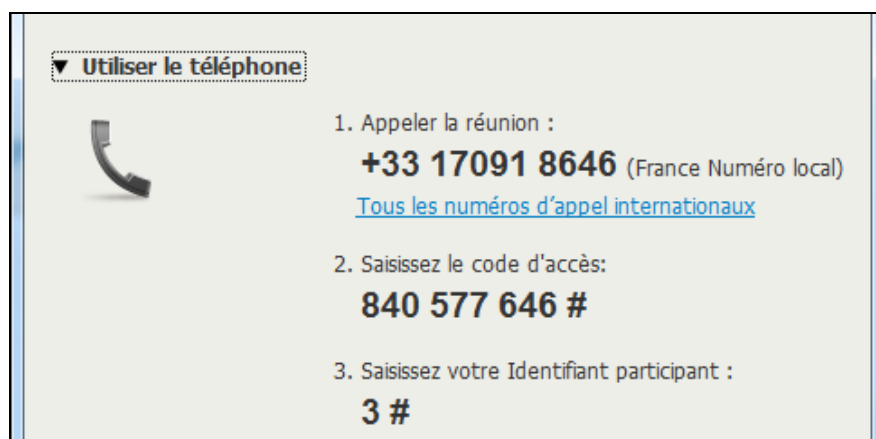 ▼ Utiliser le téléphone
1. Appeler la réunion :
+33 17091 8646 (France Numéro local)
Tous les numéros d'appel internationaux
2. Saisissez le code d'accès:
840 577 646 #
3. Saisissez votre Identifiant participant :
3 #